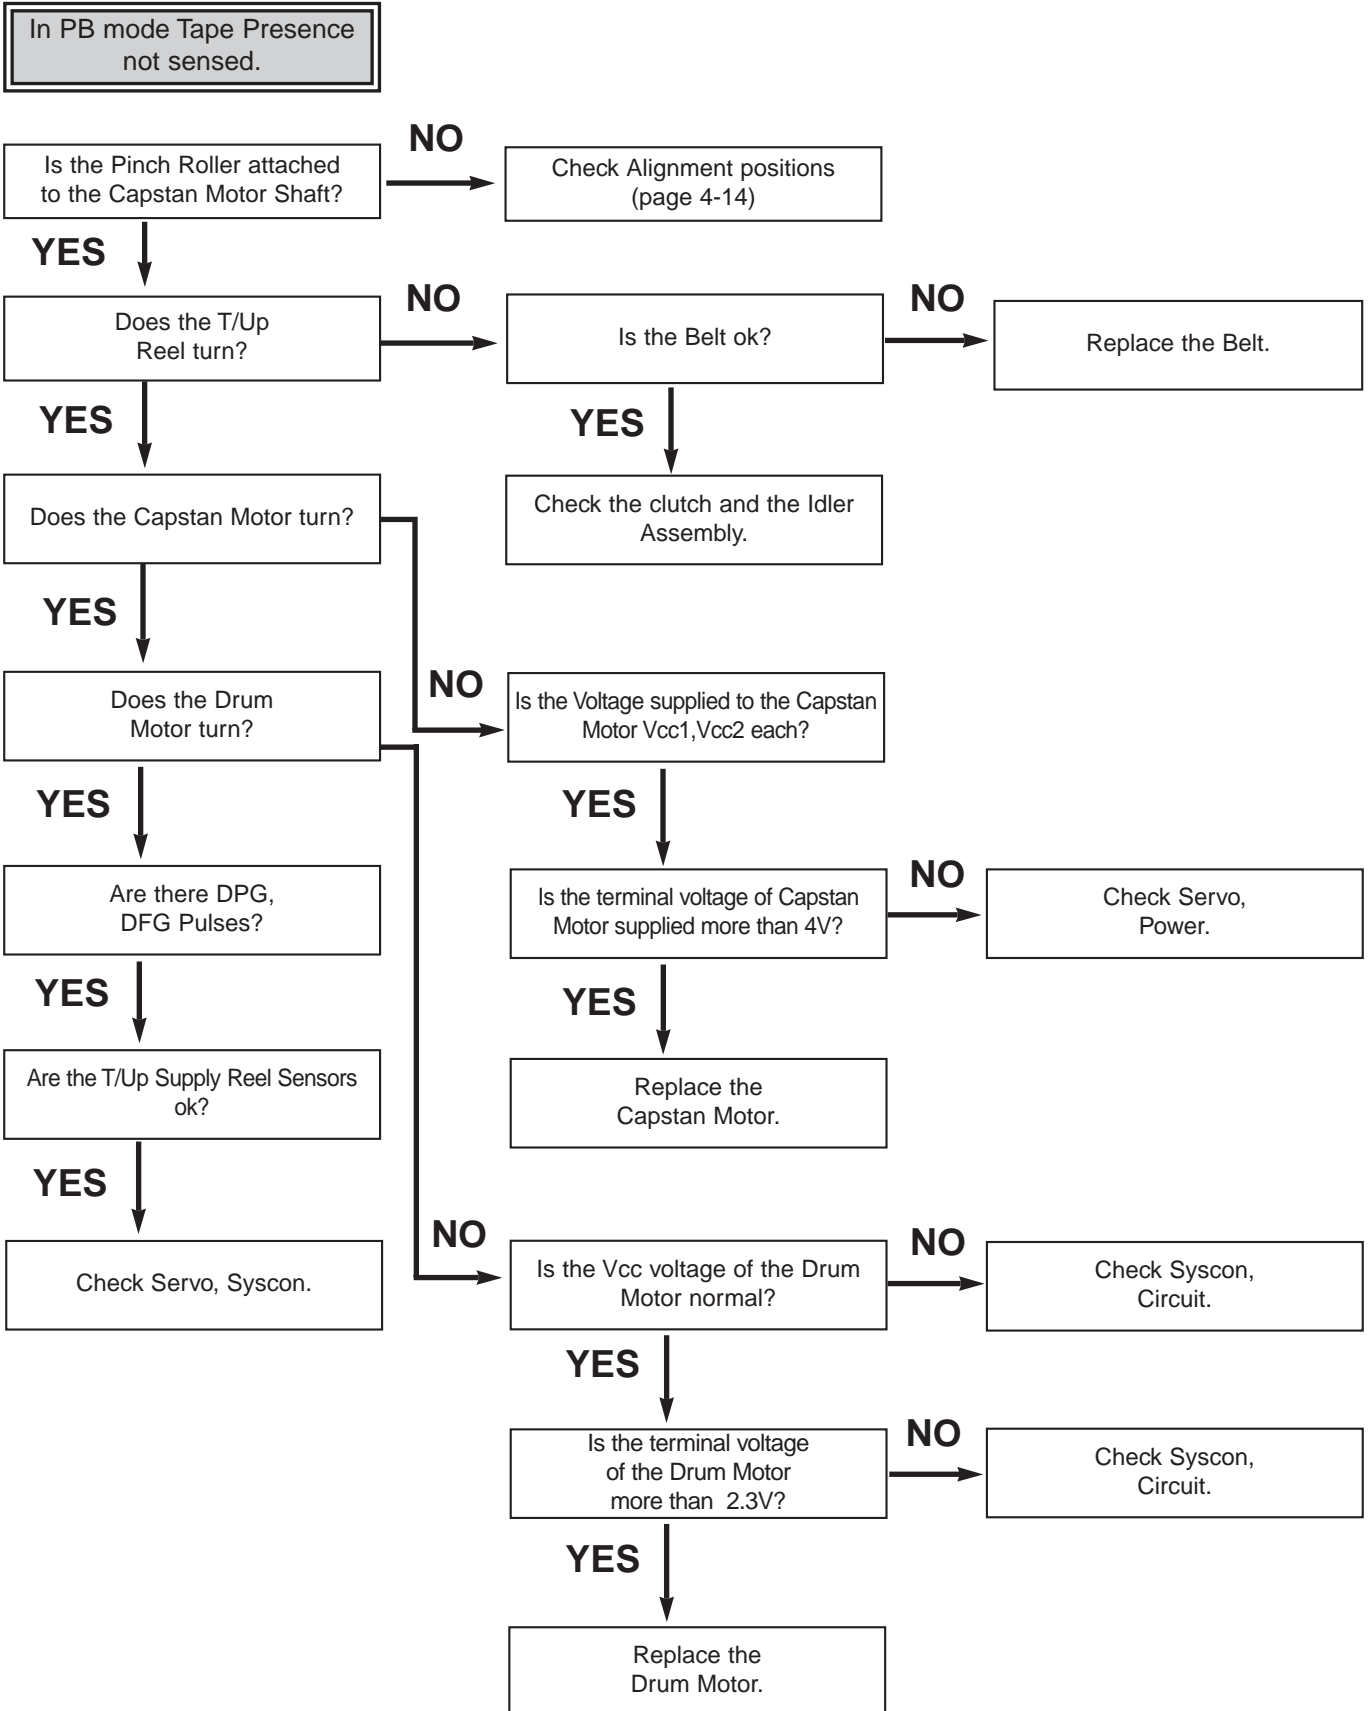 In PB mode Tape Presence
not sensed.
NO
Is the Pinch Roller attached
to the Capstan Motor Shaft?
Check Alignment positions
(page 4-14)
YES
NO
NO
Does the T/Up
Reel turn?
Is the Belt ok?
Replace the Belt.
YES
YES
Does the Capstan Motor turn?
Check the clutch and the Idler
Assembly.
YES
NO
Does the Drum
Motor turn?
Is the Voltage supplied to the Capstan
Motor Vcc1,Vcc2 each?
YES
YES
NO
Are there DPG,
DFG Pulses?
Is the terminal voltage of Capstan
Motor supplied more than 4V?
Check Servo,
Power.
YES
YES
Are the T/Up Supply Reel Sensors
ok?
Replace the
Capstan Motor.
YES
NO
NO
Check Servo, Syscon.
Is the Vcc voltage of the Drum
Motor normal?
Check Syscon,
Circuit.
YES
NO
Is the terminal voltage
of the Drum Motor
more than 2.3V?
Check Syscon,
Circuit.
YES
Replace the
Drum Motor.